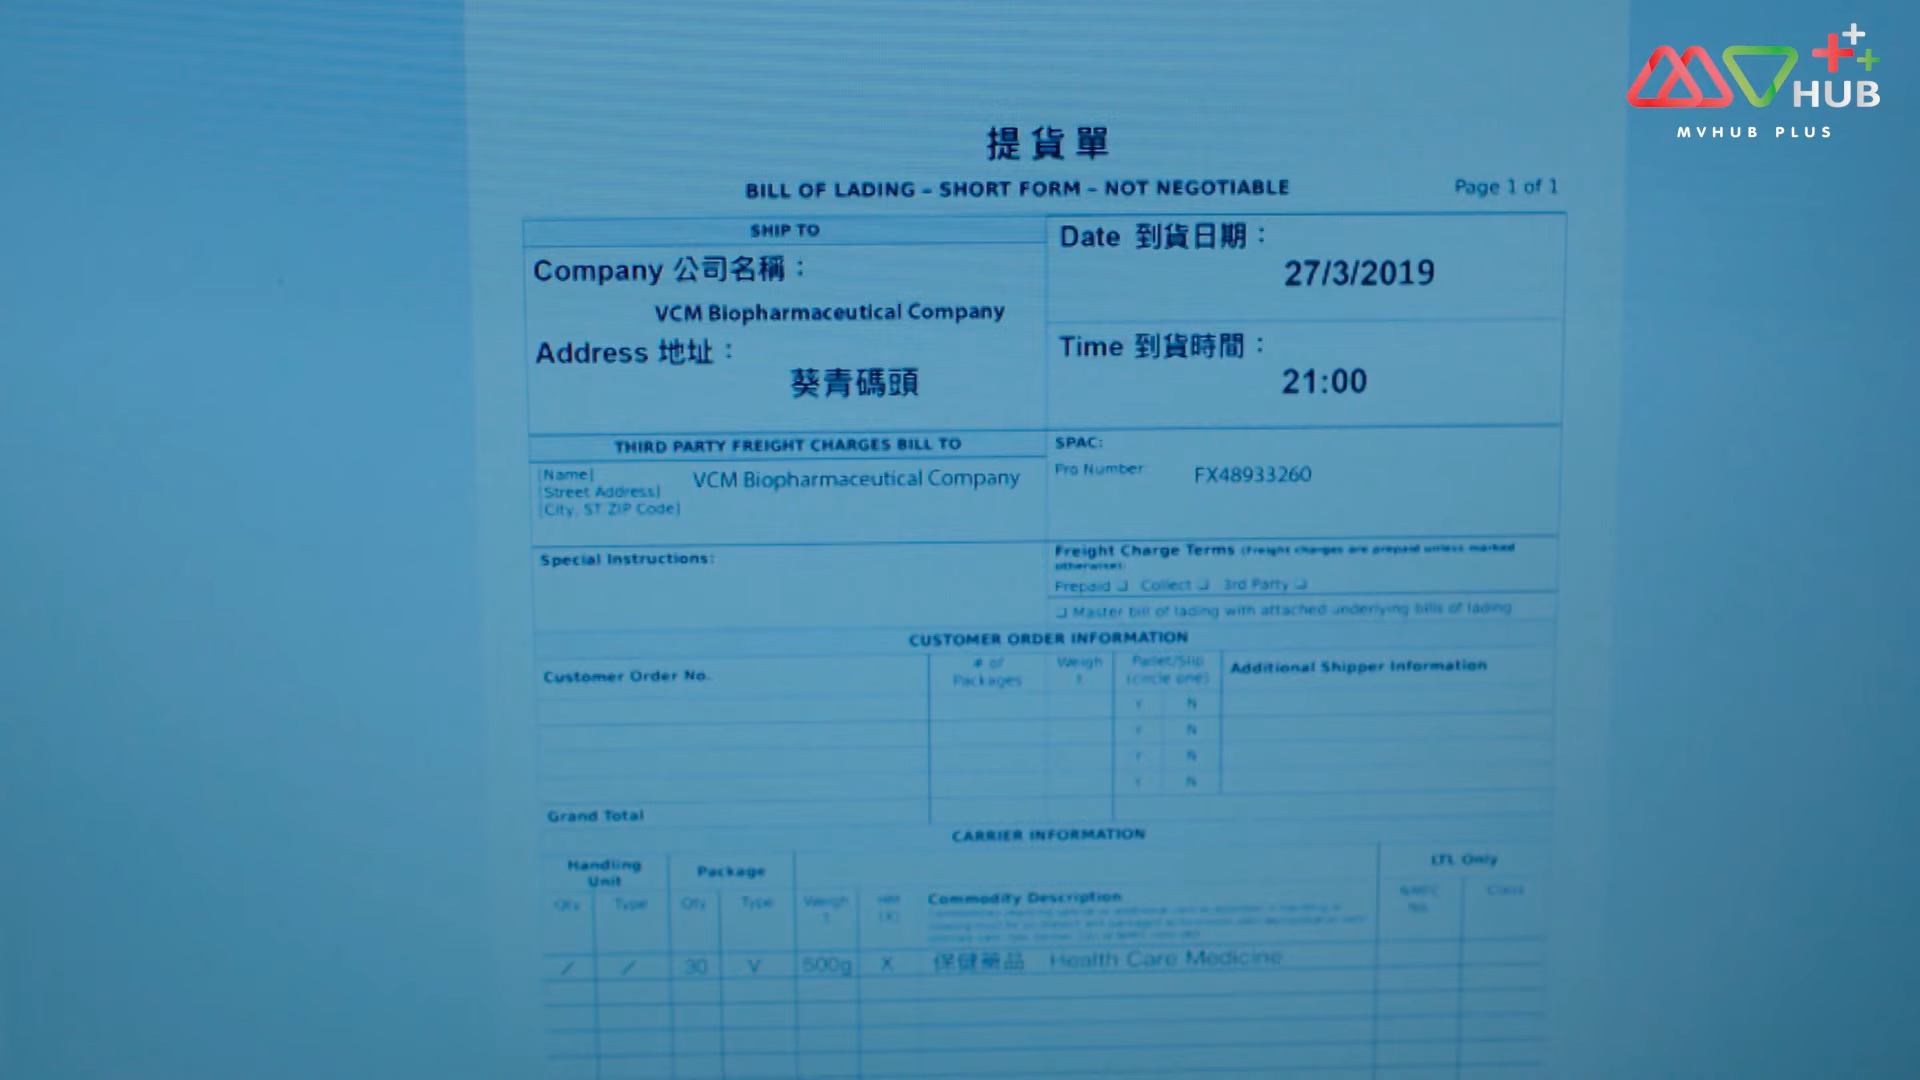 MV HUB
MVHUB PLUS
提貨單
BILL OF LADING – SHORT FORM – NOT NEGOTIABLE
Page 1 of 1
SHIP TO
Company 公司名稱：
VCM Biopharmaceutical Company
Address 地址：
葵青碼頭
Date 到貨日期：
27/3/2019
Time 到貨時間：
21:00
THIRD PARTY FREIGHT CHARGES BILL TO
[Name]
[Street Address]
[City, ST ZIP Code]
VCM Biopharmaceutical Company
SPAC:
Pro Number FX48933260
Special Instructions:
Freight Charge Terms (Freight charges are prepaid unless marked
otherwise)
Prepaid ❑ Collect ❑ 3rd Party ❑
❑ Master bill of lading with attached underlying bills of lading
CUSTOMER ORDER INFORMATION
Customer Order No.
# of
Packages
Weigh
t
Pallet/Slip
(circle one)
Additional Shipper Information
Y N
Y N
Y N
Y N
Grand Total
CARRIER INFORMATION
Handling
Unit
Package
LTL Only
Qty Type Qty Type
Weigh
t
HM
(X)
Commodity Description
NMFC
No.
Class
/ / 30 V 500g X 保健藥品 Health Care Medicine